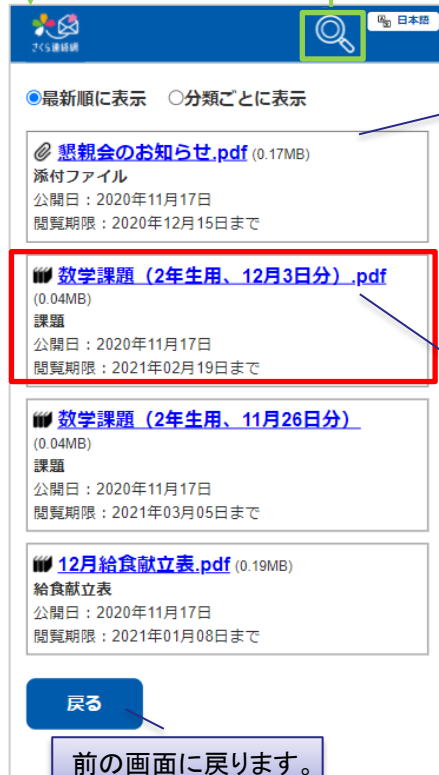 さくら連絡網
日本語
最新順に表示 分類ごとに表示
懇親会のお知らせ.pdf (0.17MB)
添付ファイル
公開日：2020年11月17日
閲覧期限：2020年12月15日まで
数学課題（2年生用、12月3日分）.pdf
(0.04MB)
課題
公開日：2020年11月17日
閲覧期限：2021年02月19日まで
数学課題（2年生用、11月26日分）
(0.04MB)
課題
公開日：2020年11月17日
閲覧期限：2021年03月05日まで
12月給食献立表.pdf (0.19MB)
給食献立表
公開日：2020年11月17日
閲覧期限：2021年01月08日まで
戻る
前の画面に戻ります。